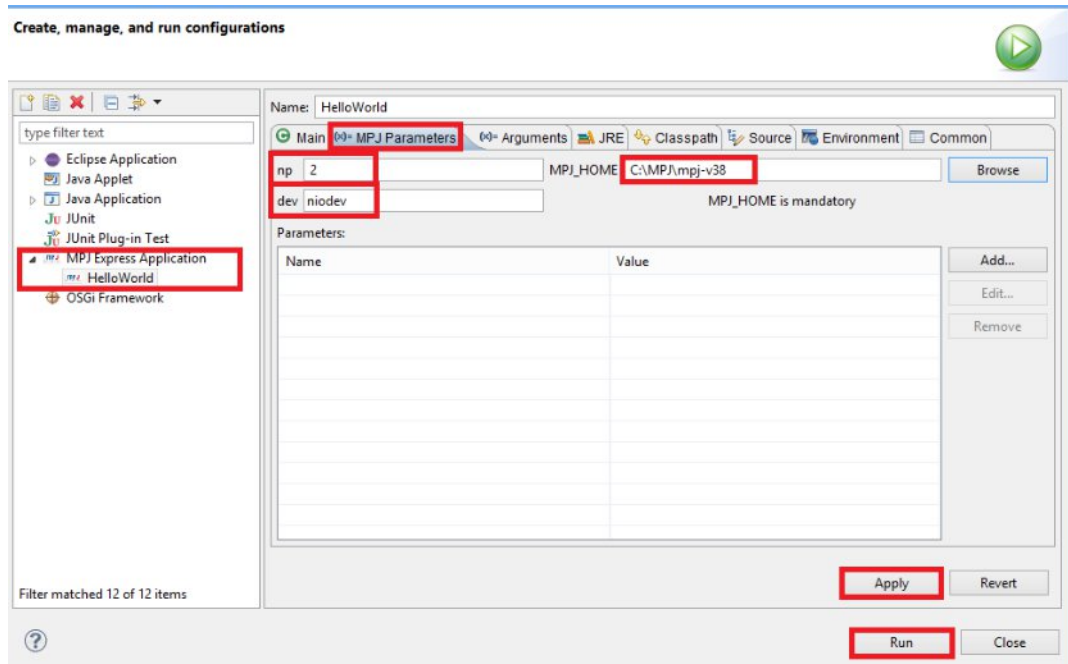 Create, manage, and run configurations
type filter text
Eclipse Application
Java Applet
Java Application
JUnit
JUnit Plug-in Test
MPJ Express Application
HelloWorld
OSGi Framework
Filter matched 12 of 12 items
Name: HelloWorld
Main (x)= MPJ Parameters (x)= Arguments JRE Classpath Source Environment Common
np 2 MPJ_HOME C:\MPJ\mpj-v38 Browse
dev niodev MPJ_HOME is mandatory
Parameters:
Name Value
Add...
Edit...
Remove
Apply Revert
Run Close